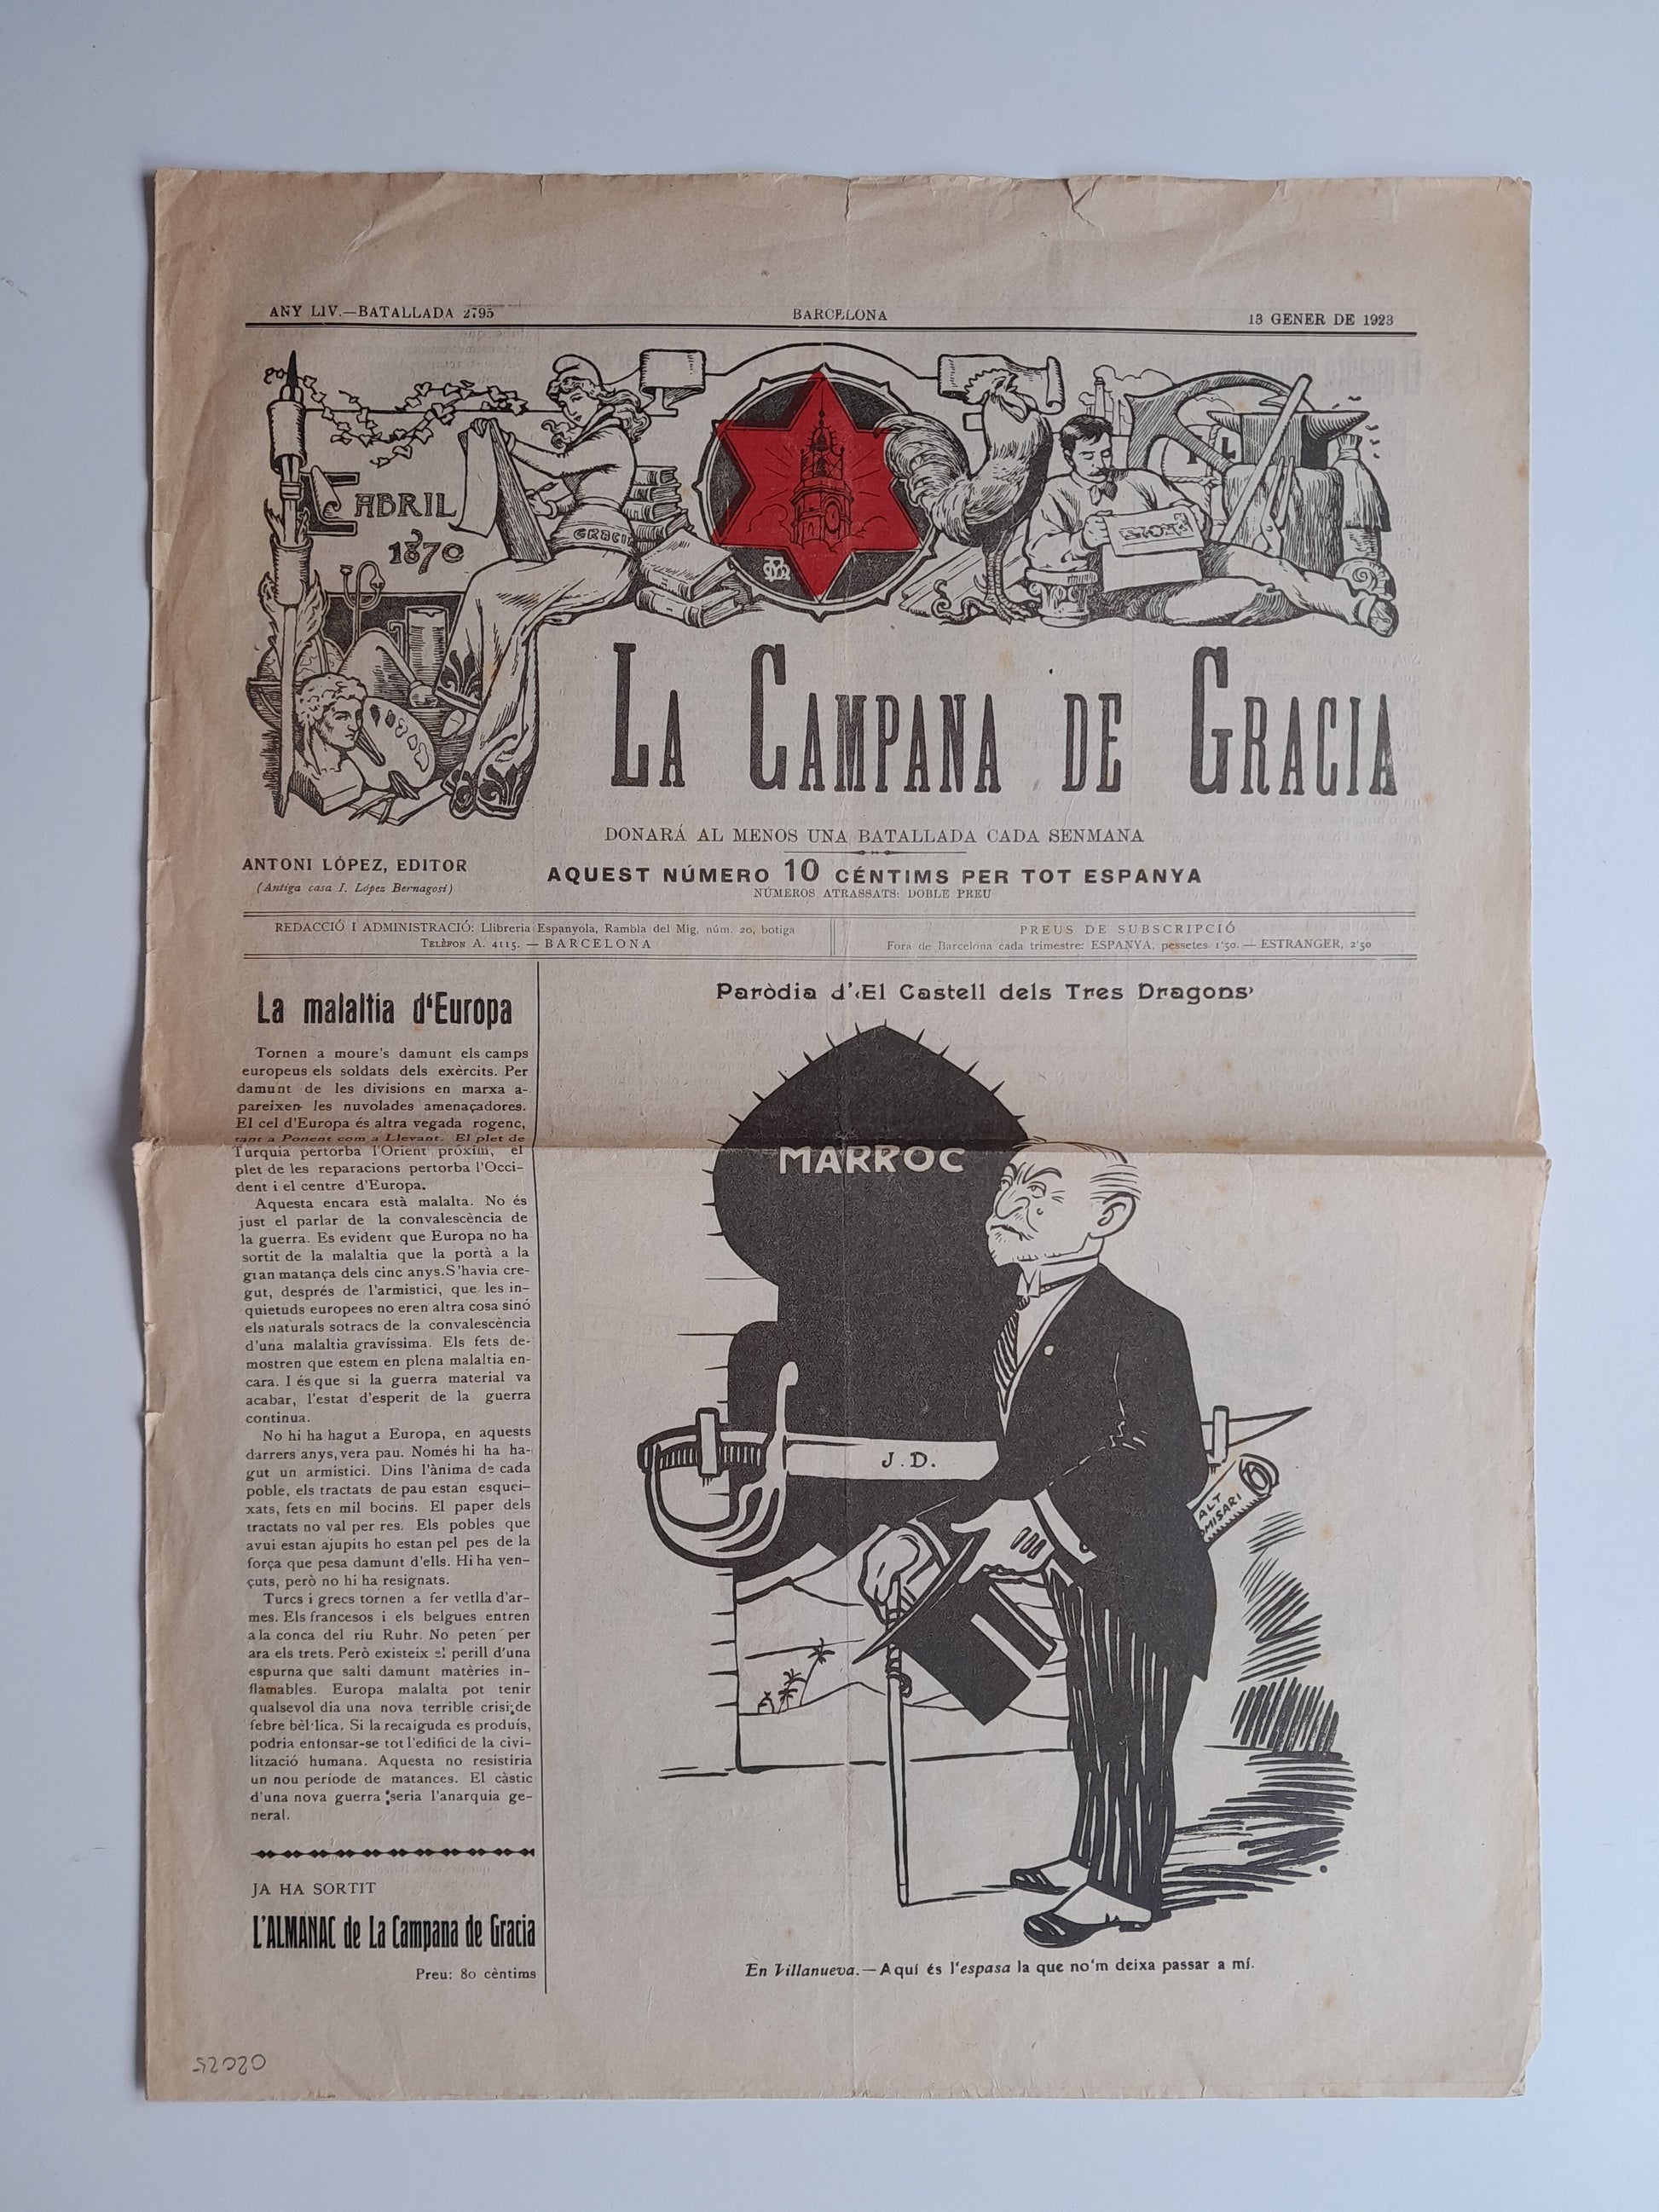 ANY LIV.—BATALLADA 2795
BARCELONA
13 GENER DE 1923
5 ABRIL
1870
GRACIA
LA CAMPANA DE GRACIA
DONARÁ AL MENOS UNA BATALLADA CADA SENMANA
ANTONI LÓPEZ, EDITOR
(Antiga casa I. López Bernagosi)
AQUEST NÚMERO 10 CÉNTIMS PER TOT ESPANYA
NÚMEROS ATRASSATS: DOBLE PREU
REDACCIÓ I ADMINISTRACIÓ: Llibreria Espanyola, Rambla del Mig, núm. 20, botiga
TELÈFON A. 4115. — BARCELONA
PREUS DE SUBSCRIPCIÓ
Fora de Barcelona cada trimestre: ESPANYA, pessetes 1'50. — ESTRANGER, 2'50
La malaltia d'Europa
Tornen a moure's damunt els camps
europeus els soldats dels exèrcits. Per
damunt de les divisions en marxa a-
pareixen les nuvolades amenaçadores.
El cel d'Europa és altra vegada rogenc,
tant a Ponent com a Llevant. El plet de
Turquia pertorba l'Orient pròxim, el
plet de les reparacions pertorba l'Occi-
dent i el centre d'Europa.
Aquesta encara està malalta. No és
just el parlar de la convalescència de
la guerra. Es evident que Europa no ha
sortit de la malaltia que la portà a la
gran matança dels cinc anys. S'havia cre-
gut, després de l'armistici, que les in-
quietuds europees no eren altra cosa sinó
els naturals sotracs de la convalescència
d'una malaltia gravíssima. Els fets de-
mostren que estem en plena malaltia en-
cara. I és que si la guerra material va
acabar, l'estat d'esperit de la guerra
continua.
No hi ha hagut a Europa, en aquests
darrers anys, vera pau. Només hi ha ha-
gut un armistici. Dins l'ànima de cada
poble, els tractats de pau estan esquei-
xats, fets en mil bocins. El paper dels
tractats no val per res. Els pobles que
avui estan ajupits ho estan pel pes de la
força que pesa damunt d'ells. Hi ha ven-
çuts, però no hi ha resignats.
Turcs i grecs tornen a fer vetlla d'ar-
mes. Els francesos i els belgues entren
a la conca del riu Ruhr. No peten per
ara els trets. Però existeix el perill d'una
espurna que salti damunt matèries in-
flamables. Europa malalta pot tenir
qualsevol dia una nova terrible crisi de
febre bèl·lica. Si la recaiguda es produís,
podria enfonsar-se tot l'edifici de la civi-
lització humana. Aquesta no resistiria
un nou període de matances. El càstic
d'una nova guerra seria l'anarquia ge-
neral.
JA HA SORTIT
L'ALMANAC de La Campana de Gracia
Preu: 80 cèntims
Paròdia d'‹El Castell dels Tres Dragons›
MARROC
J. D.
ALT
OMISARI
En Villanueva.—Aquí és l'espasa la que no'm deixa passar a mí.
52020